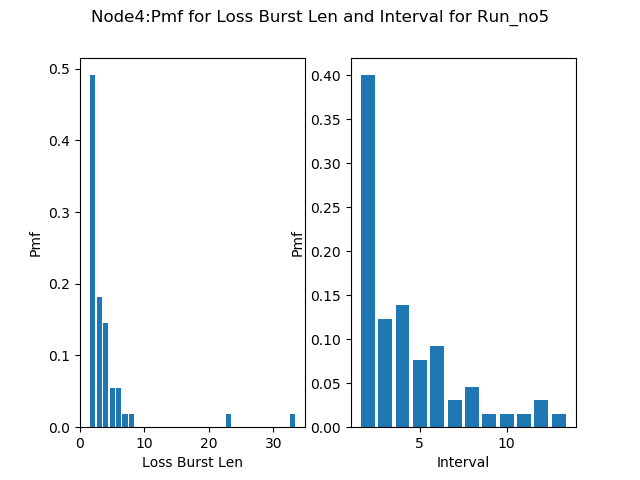 Node4:Pmf for Loss Burst Len and Interval for Run_no5
0.5
0.4
0.3
0.2
0.1
0.0
Pmf
0 10 20 30
Loss Burst Len
0.40
0.35
0.30
0.25
0.20
0.15
0.10
0.05
0.00
Pmf
5 10
Interval